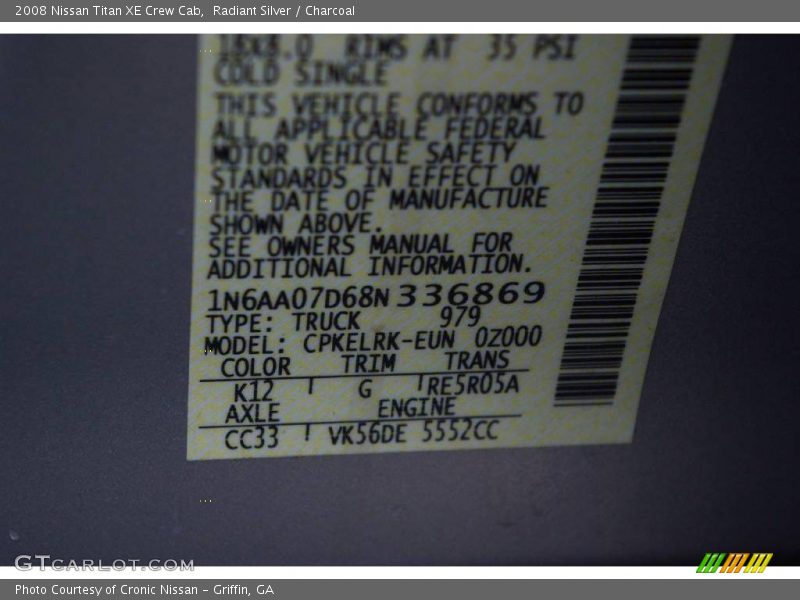 2008 Nissan Titan XE Crew Cab, Radiant Silver / Charcoal
18X8.0 RIMS AT 35 PSI
COLD SINGLE
THIS VEHICLE CONFORMS TO
ALL APPLICABLE FEDERAL
MOTOR VEHICLE SAFETY
STANDARDS IN EFFECT ON
THE DATE OF MANUFACTURE
SHOWN ABOVE.
SEE OWNERS MANUAL FOR
ADDITIONAL INFORMATION.
1N6AA07D68N336869
TYPE: TRUCK 979
MODEL: CPKELRK-EUN 0Z000
COLOR TRIM TRANS
K12 G RE5R05A
AXLE ENGINE
CC33 VK56DE 5552CC
GTCARLOT.COM
Photo Courtesy of Cronic Nissan - Griffin, GA